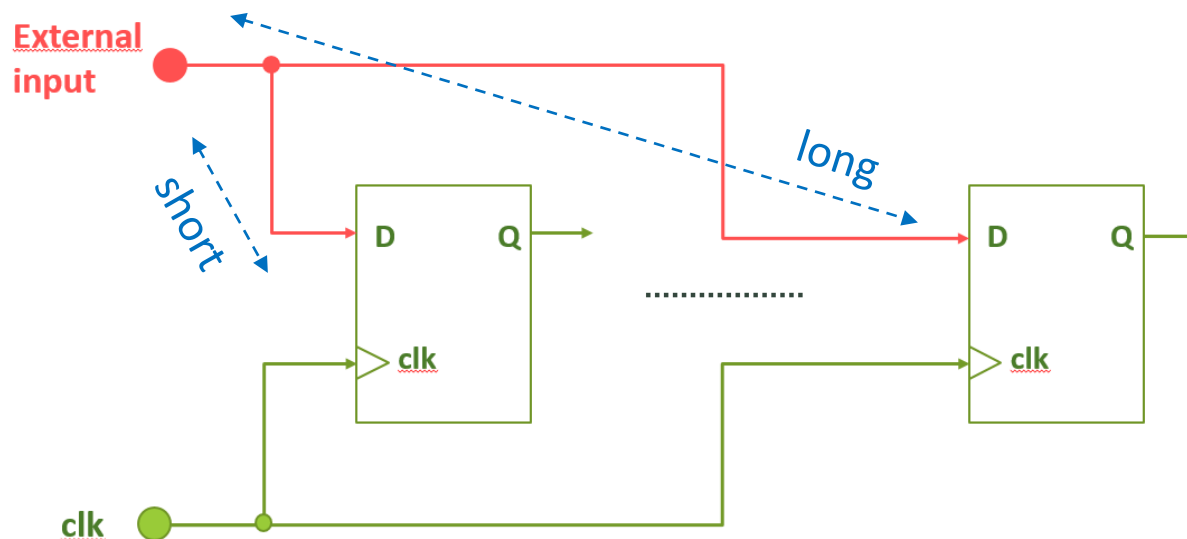 External
input
long
short
D
Q
D
Q
clk
clk
clk